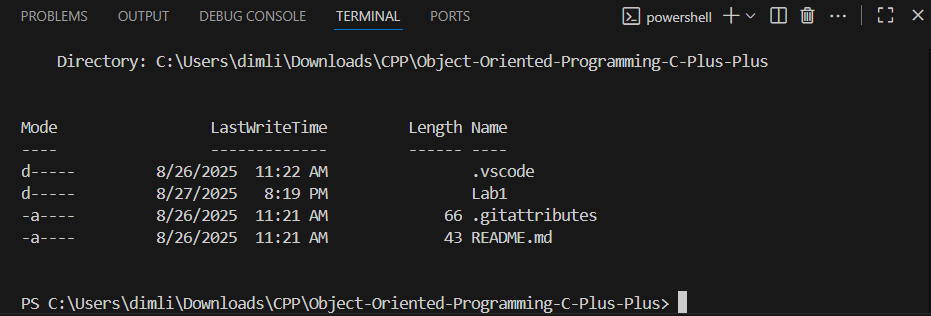 PROBLEMS OUTPUT DEBUG CONSOLE TERMINAL PORTS powershell
Directory: C:\Users\dimli\Downloads\CPP\Object-Oriented-Programming-C-Plus-Plus
Mode LastWriteTime Length Name
---- ------------- ------ ----
d----- 8/26/2025 11:22 AM .vscode
d----- 8/27/2025 8:19 PM Lab1
-a---- 8/26/2025 11:21 AM 66 .gitattributes
-a---- 8/26/2025 11:21 AM 43 README.md
PS C:\Users\dimli\Downloads\CPP\Object-Oriented-Programming-C-Plus-Plus>